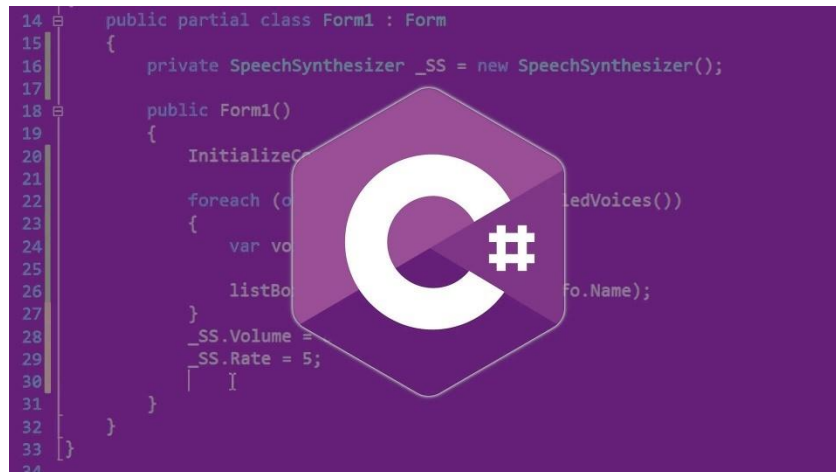 14 public partial class Form1 : Form
15 {
16 private SpeechSynthesizer _SS = new SpeechSynthesizer();
17
18 public Form1()
19 {
20 InitializeC
21
22 foreach (o ledVoices())
23 {
24 var vo
25
26 listBo fo.Name);
27 }
28 _SS.Volume =
29 _SS.Rate = 5;
30
31 }
32 }
33 }
34
C#